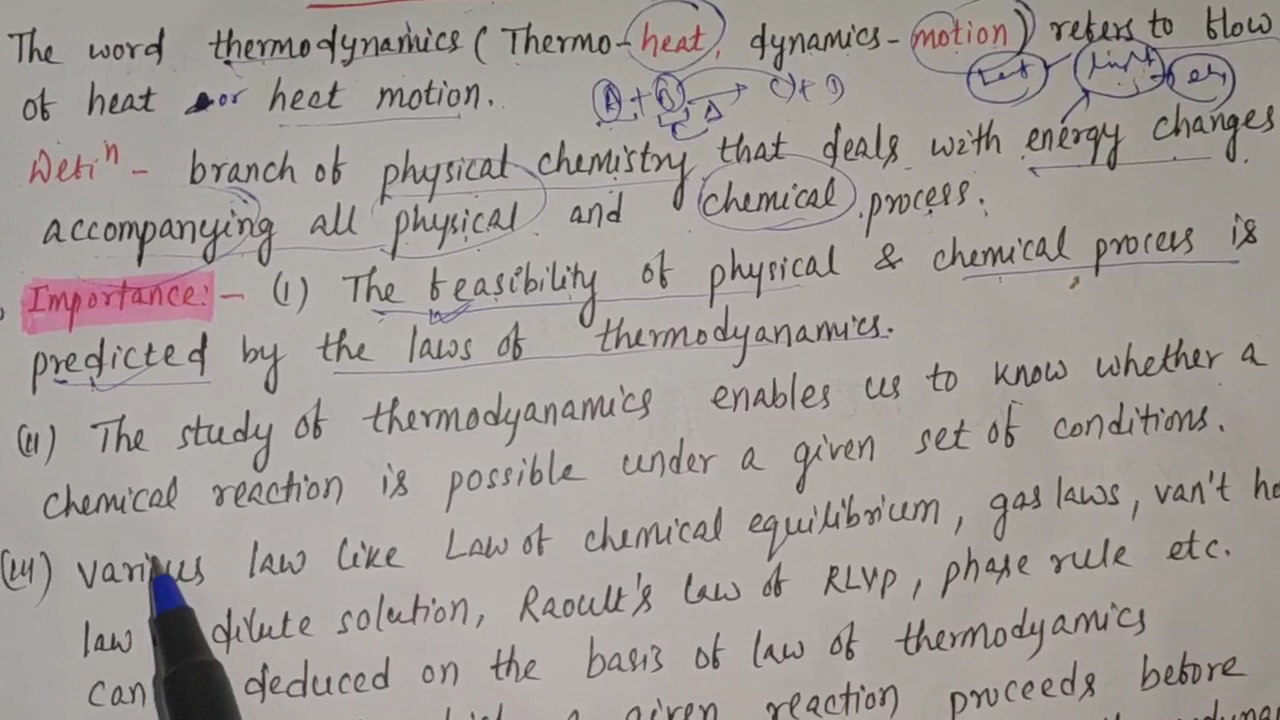 The word thermodynamics (Thermo-heat, dynamics-motion) refers to flow
of heat or heat motion.
A + B Δ C + D
Defiⁿ - branch of physical chemistry that deals with energy changes
accompanying all physical and chemical process.
Importance:- (i) The feasibility of physical & chemical process is
predicted by the laws of thermodyanamics.
(ii) The study of thermodyanamics enables us to know whether a
chemical reaction is possible under a given set of conditions.
(iii) various law like Law of chemical equilibrium, gas laws, van't ho
law dilute solution, Raoult's law of RLVP, phase rule etc.
can deduced on the basis of law of thermodyamics
given reaction proceeds before